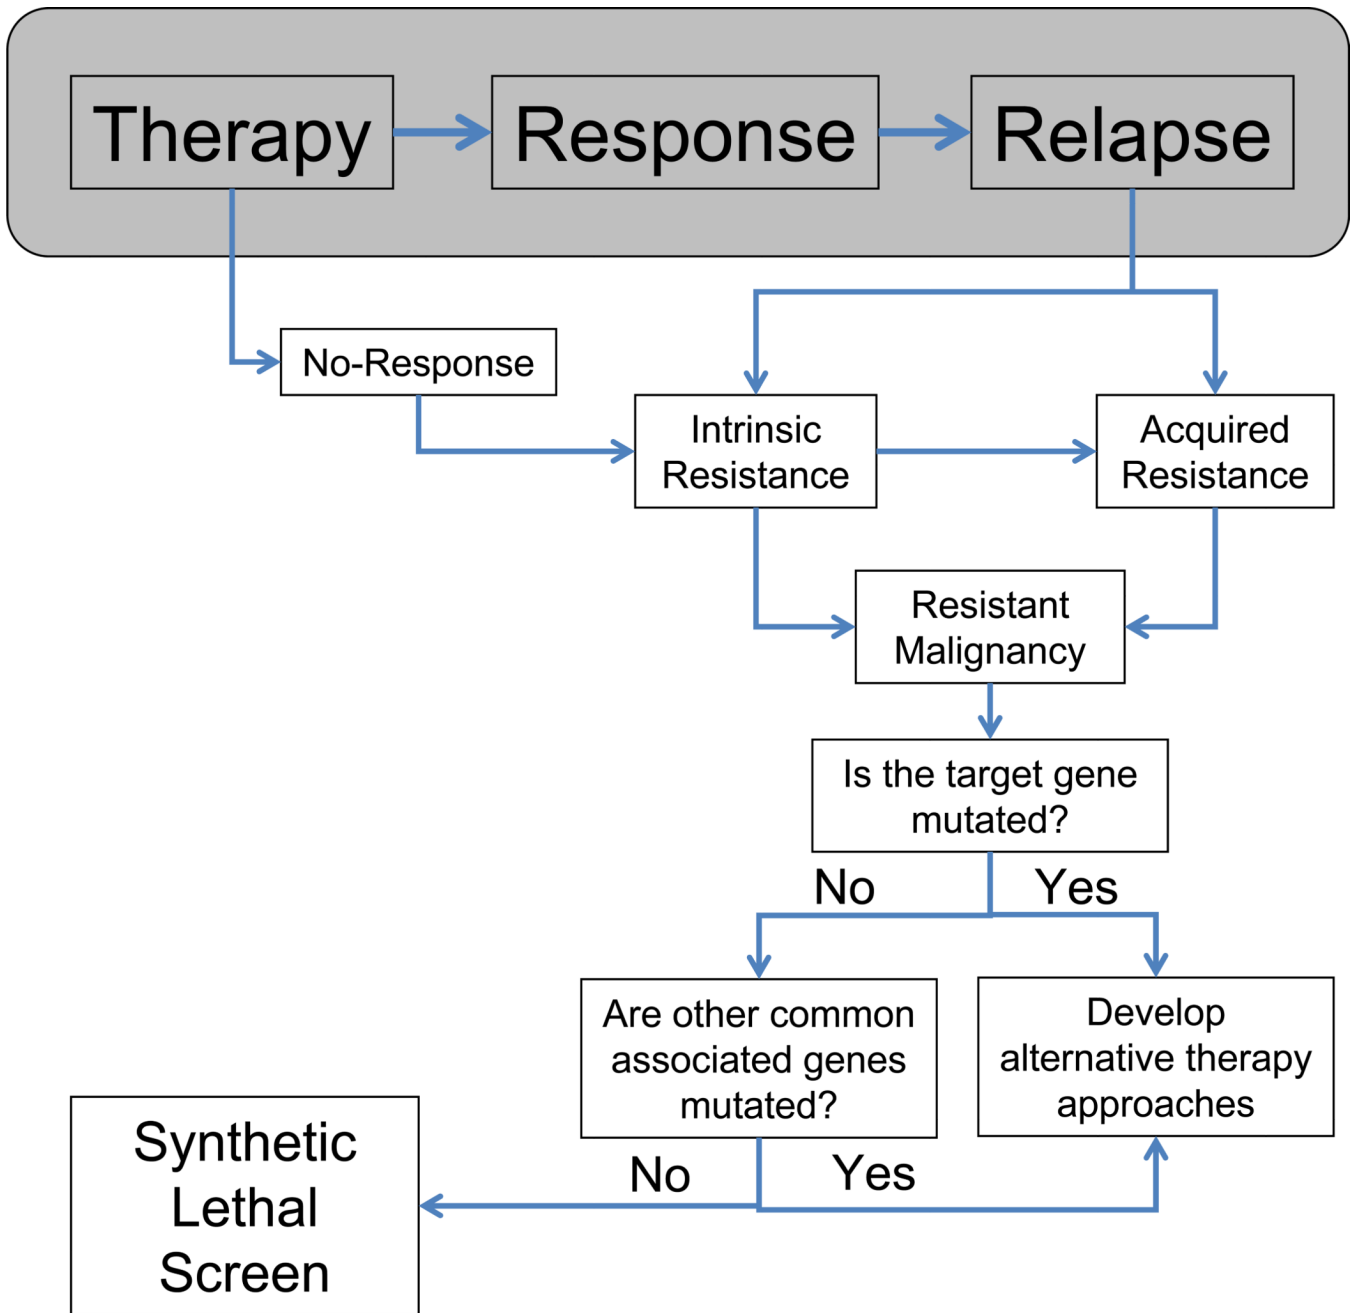 Therapy
Response
Relapse
No-Response
Intrinsic
Resistance
Acquired
Resistance
Resistant
Malignancy
Is the target gene
mutated?
No
Yes
Are other common
associated genes
mutated?
Develop
alternative therapy
approaches
No
Yes
Synthetic
Lethal
Screen